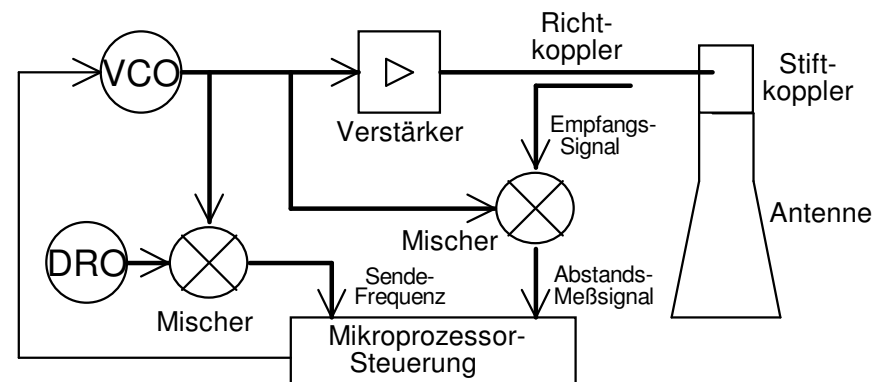 Richt-
koppler
VCO
Stift-
koppler
Verstärker
Empfangs-
Signal
Antenne
Mischer
DRO
Sende-
Frequenz
Abstands-
Meßsignal
Mischer
Mikroprozessor-
Steuerung